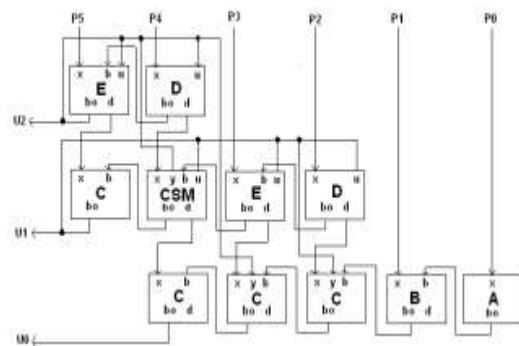 P5 P4 P3 P2 P1 P0
x b u x u
E D
bo d bo d
U2
x b x y b u x b u x u
C CSM E D
bo bo d bo d bo d
U1
x b x y b x y b x b x
C C C B A
bo d bo d bo d bo d bo
U0